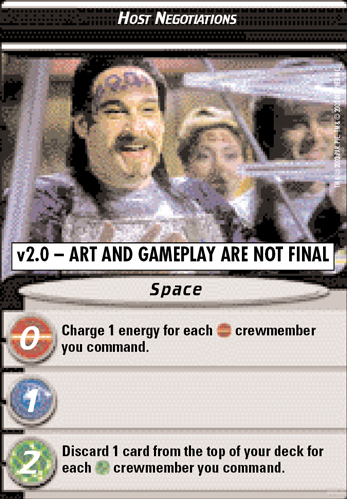 HOST NEGOTIATIONS
v2.0 – ART AND GAMEPLAY ARE NOT FINAL
Space
0
Charge 1 energy for each crewmember
you command.
1
2
Discard 1 card from the top of your deck for
each crewmember you command.